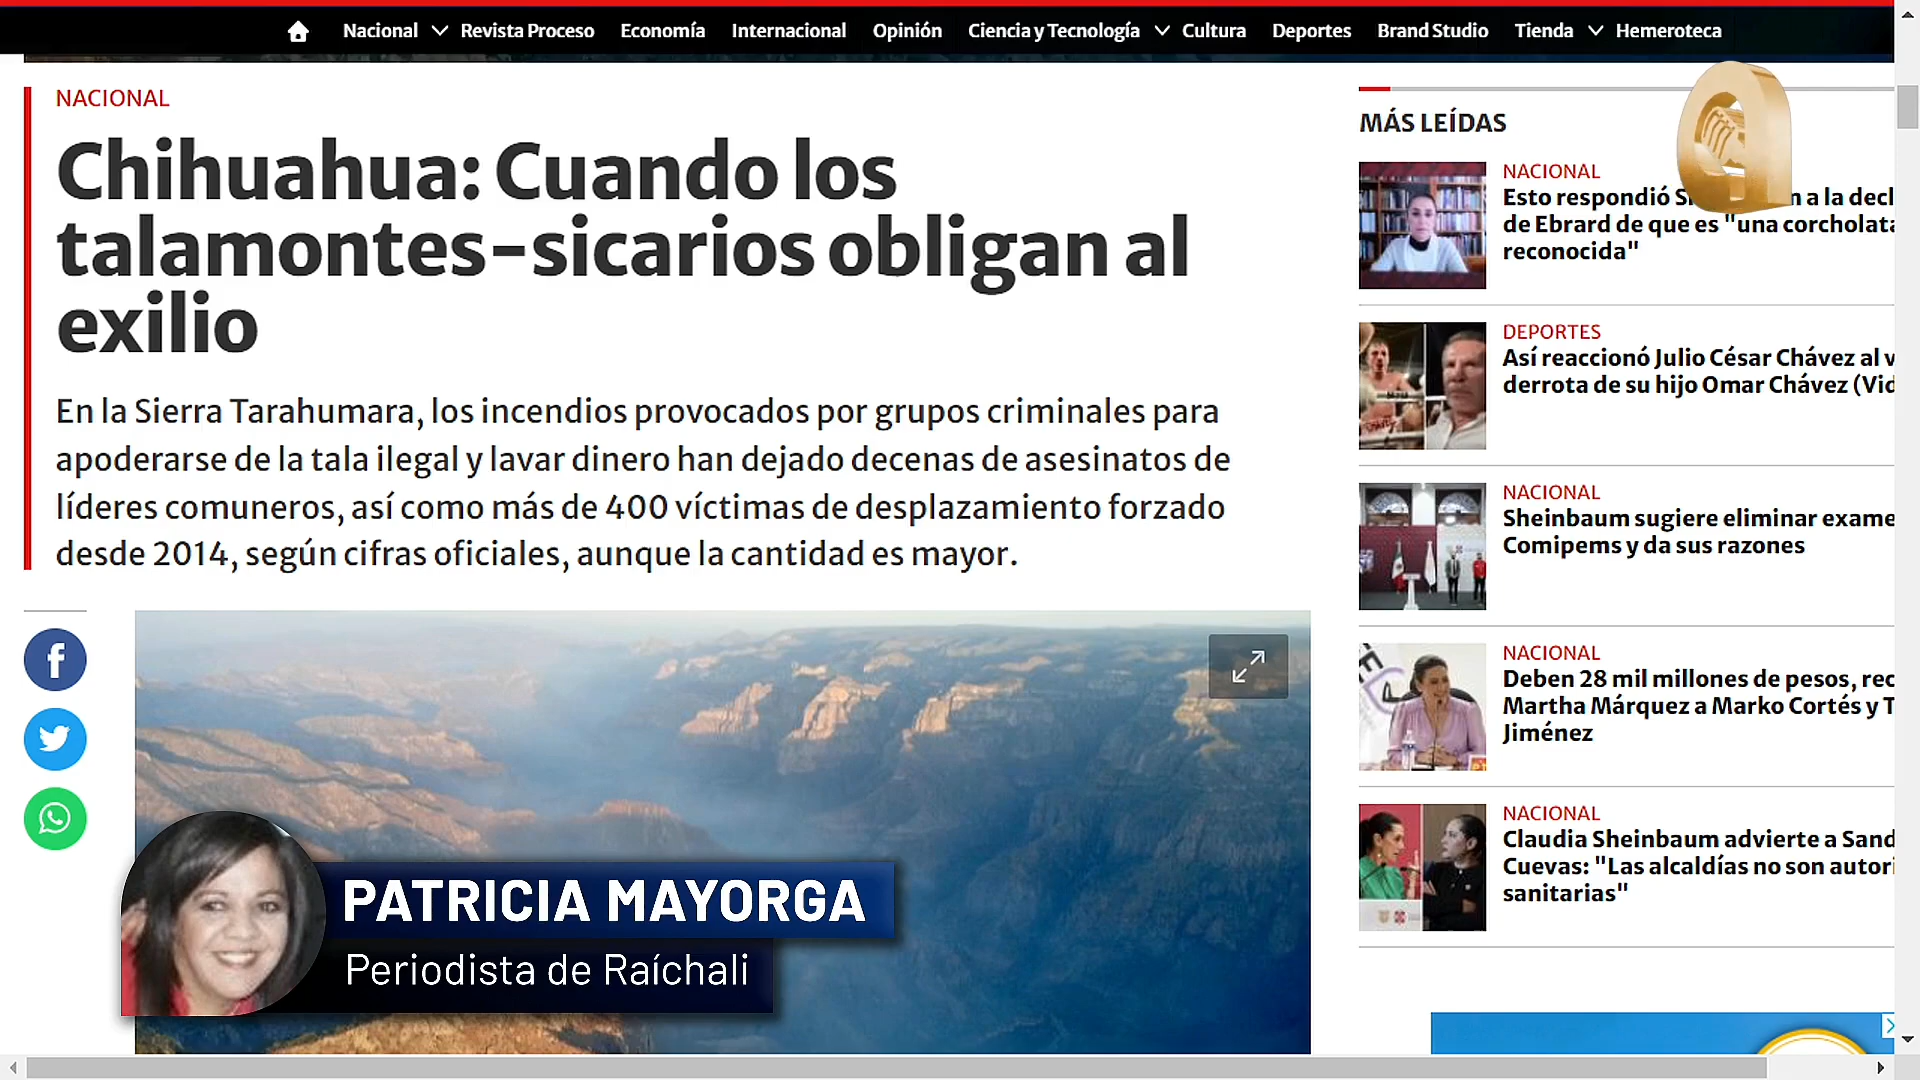 Nacional Revista Proceso Economía Internacional Opinión Ciencia y Tecnología Cultura Deportes Brand Studio Tienda Hemeroteca
NACIONAL
Chihuahua: Cuando los
talamontes-sicarios obligan al
exilio
En la Sierra Tarahumara, los incendios provocados por grupos criminales para
apoderarse de la tala ilegal y lavar dinero han dejado decenas de asesinatos de
líderes comuneros, así como más de 400 víctimas de desplazamiento forzado
desde 2014, según cifras oficiales, aunque la cantidad es mayor.
PATRICIA MAYORGA
Periodista de Raíchali
MÁS LEÍDAS
NACIONAL
Esto respondió a la
de Ebrard de que es "una corcholata
reconocida"
DEPORTES
Así reaccionó Julio César Chávez al
derrota de su hijo Omar Chávez
NACIONAL
Sheinbaum sugiere eliminar
Comipems y da sus razones
NACIONAL
Deben 28 mil millones de pesos,
Martha Márquez a Marko Cortés y
Jiménez
NACIONAL
Claudia Sheinbaum advierte a
Cuevas: "Las alcaldías no son
sanitarias"